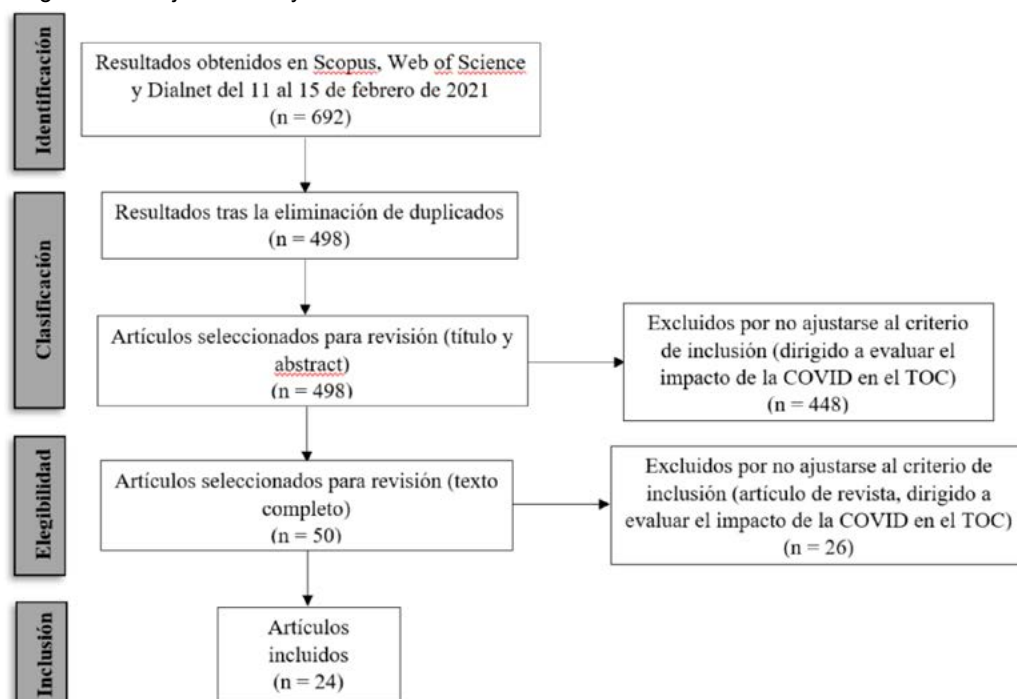 Identificación
Resultados obtenidos en Scopus, Web of Science
y Dialnet del 11 al 15 de febrero de 2021
(n = 692)
Clasificación
Resultados tras la eliminación de duplicados
(n = 498)
Artículos seleccionados para revisión (título y
abstract)
(n = 498)
Excluidos por no ajustarse al criterio
de inclusión (dirigido a evaluar el
impacto de la COVID en el TOC)
(n = 448)
Elegibilidad
Artículos seleccionados para revisión (texto
completo)
(n = 50)
Excluidos por no ajustarse al criterio de
inclusión (artículo de revista, dirigido a
evaluar el impacto de la COVID en el TOC)
(n = 26)
Inclusión
Artículos
incluidos
(n = 24)